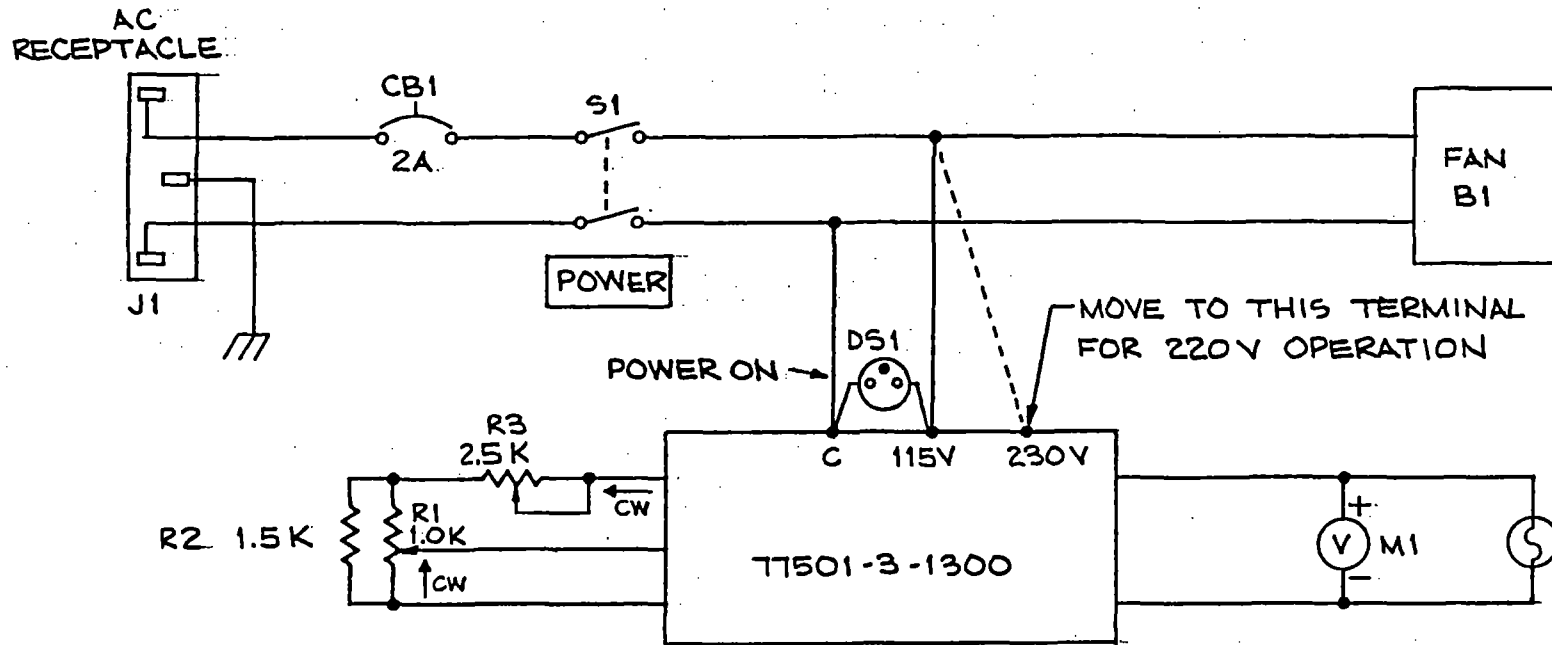 AC
RECEPTACLE
CB1
S1
2A.
FAN
B1
POWER
J1
MOVE TO THIS TERMINAL
FOR 220V OPERATION
DS1
POWER ON
R3
2.5K
C 115V 230V
CW
R1
R2 1.5K 1.0K
CW
77501-3-1300
+
V M1
-